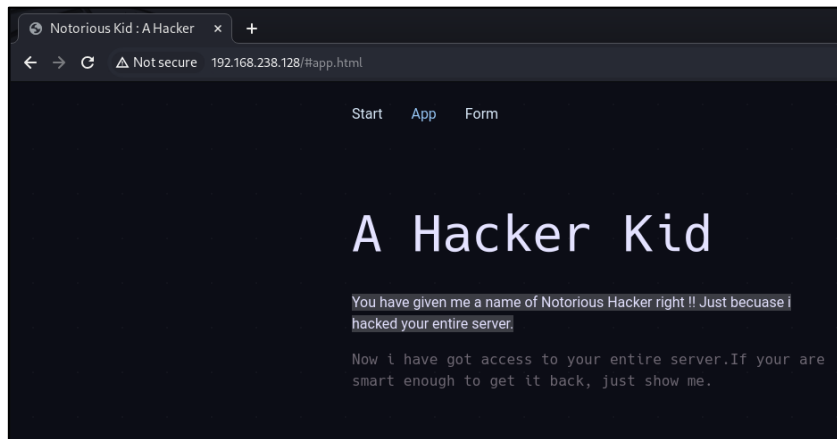 Notorious Kid : A Hacker
Not secure 192.168.238.128/#app.html
Start App Form
A Hacker Kid
You have given me a name of Notorious Hacker right !! Just becuase i
hacked your entire server.
Now i have got access to your entire server.If your are
smart enough to get it back, just show me.